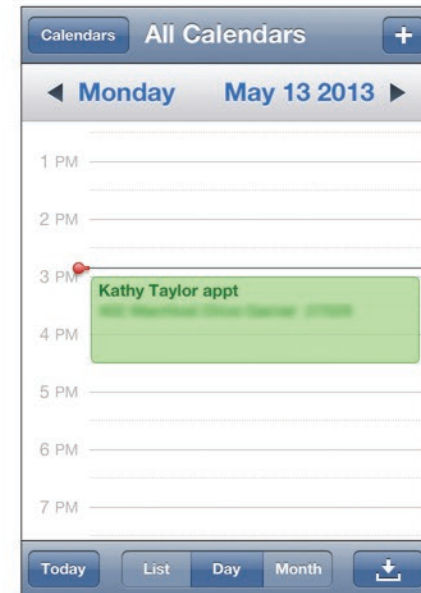 Calendars All Calendars +
Monday May 13 2013
1 PM
2 PM
3 PM
Kathy Taylor appt
4 PM
5 PM
6 PM
7 PM
Today List Day Month